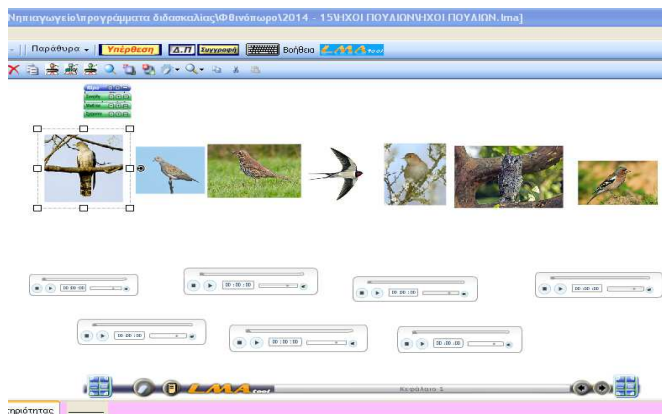 Νηπιαγωγείο\προγράμματα διδασκαλίας\Φθινόπωρο\2014 - 15\ΗΧΟΙ ΠΟΥΛΙΩΝ\ΗΧΟΙ ΠΟΥΛΙΩΝ.lma]
Παράθυρα Υπέρθεση Δ.Π Συγγραφή Βοήθεια LMA tool
00:00:00 00:00:00 00:00:00 00:00:00
00:00:00 00:00:00 00:00:00
LMA tool Κεφάλαιο 5
τηριότητας